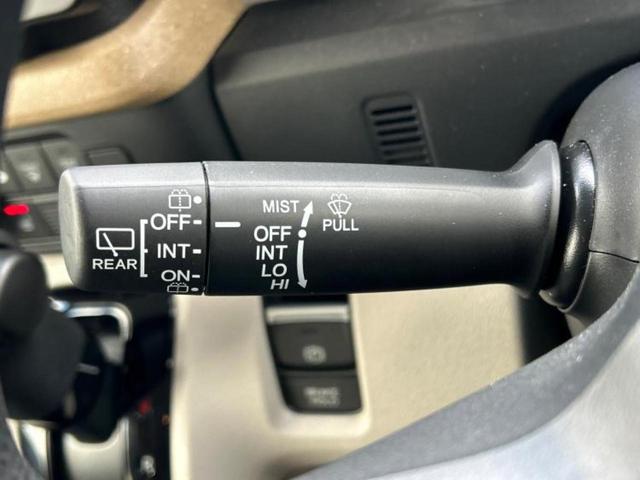 OFF
INT
ON
REAR
MIST
OFF
INT
LO
HI
PULL